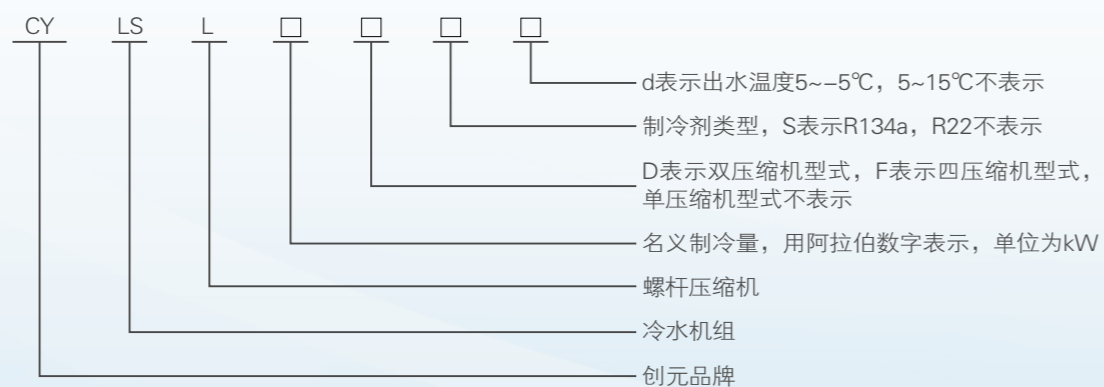 CY LS L □ □ □ □
d表示出水温度5~-5℃，5~15℃不表示
制冷剂类型，S表示R134a，R22不表示
D表示双压缩机型式，F表示四压缩机型式，
单压缩机型式不表示
名义制冷量，用阿拉伯数字表示，单位为kW
螺杆压缩机
冷水机组
创元品牌